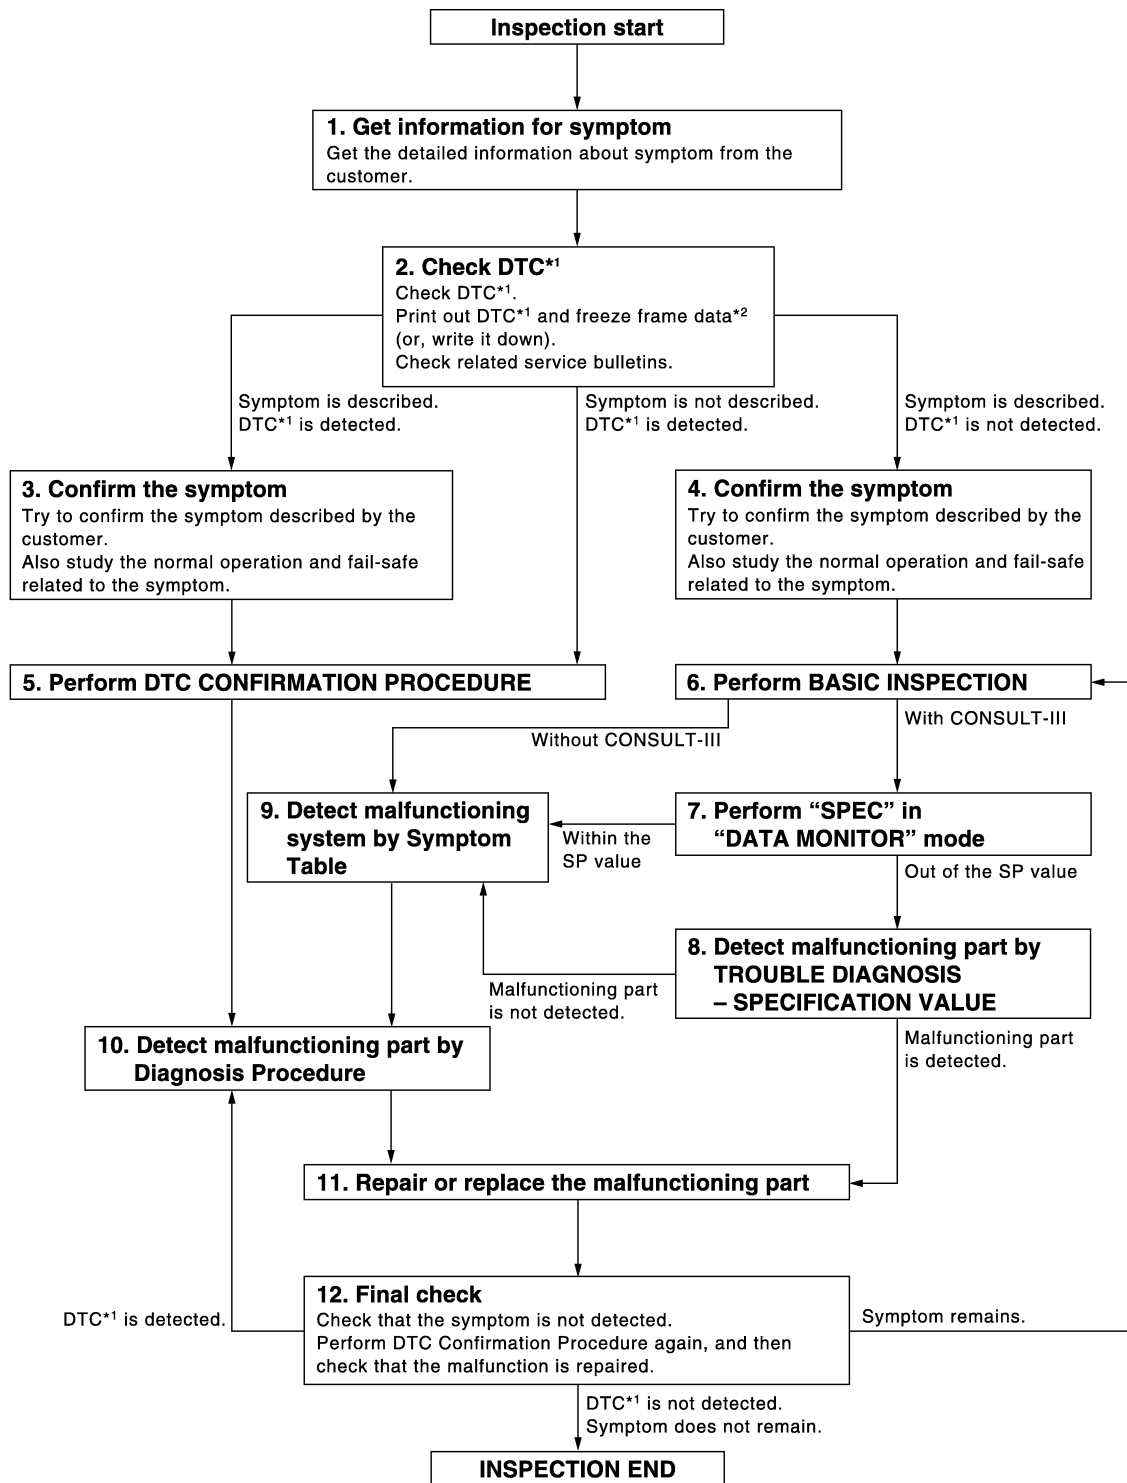 Inspection start
1. Get information for symptom
Get the detailed information about symptom from the
customer.
2. Check DTC*1
Check DTC*1.
Print out DTC*1 and freeze frame data*2
(or, write it down).
Check related service bulletins.
Symptom is described.
DTC*1 is detected.
Symptom is not described.
DTC*1 is detected.
Symptom is described.
DTC*1 is not detected.
3. Confirm the symptom
Try to confirm the symptom described by the
customer.
Also study the normal operation and fail-safe
related to the symptom.
4. Confirm the symptom
Try to confirm the symptom described by the
customer.
Also study the normal operation and fail-safe
related to the symptom.
5. Perform DTC CONFIRMATION PROCEDURE
6. Perform BASIC INSPECTION
Without CONSULT-III
With CONSULT-III
9. Detect malfunctioning
system by Symptom
Table
Within the
SP value
7. Perform “SPEC” in
“DATA MONITOR” mode
Out of the SP value
8. Detect malfunctioning part by
TROUBLE DIAGNOSIS
– SPECIFICATION VALUE
Malfunctioning part
is not detected.
Malfunctioning part
is detected.
10. Detect malfunctioning part by
Diagnosis Procedure
11. Repair or replace the malfunctioning part
12. Final check
Check that the symptom is not detected.
Perform DTC Confirmation Procedure again, and then
check that the malfunction is repaired.
DTC*1 is detected.
Symptom remains.
DTC*1 is not detected.
Symptom does not remain.
INSPECTION END